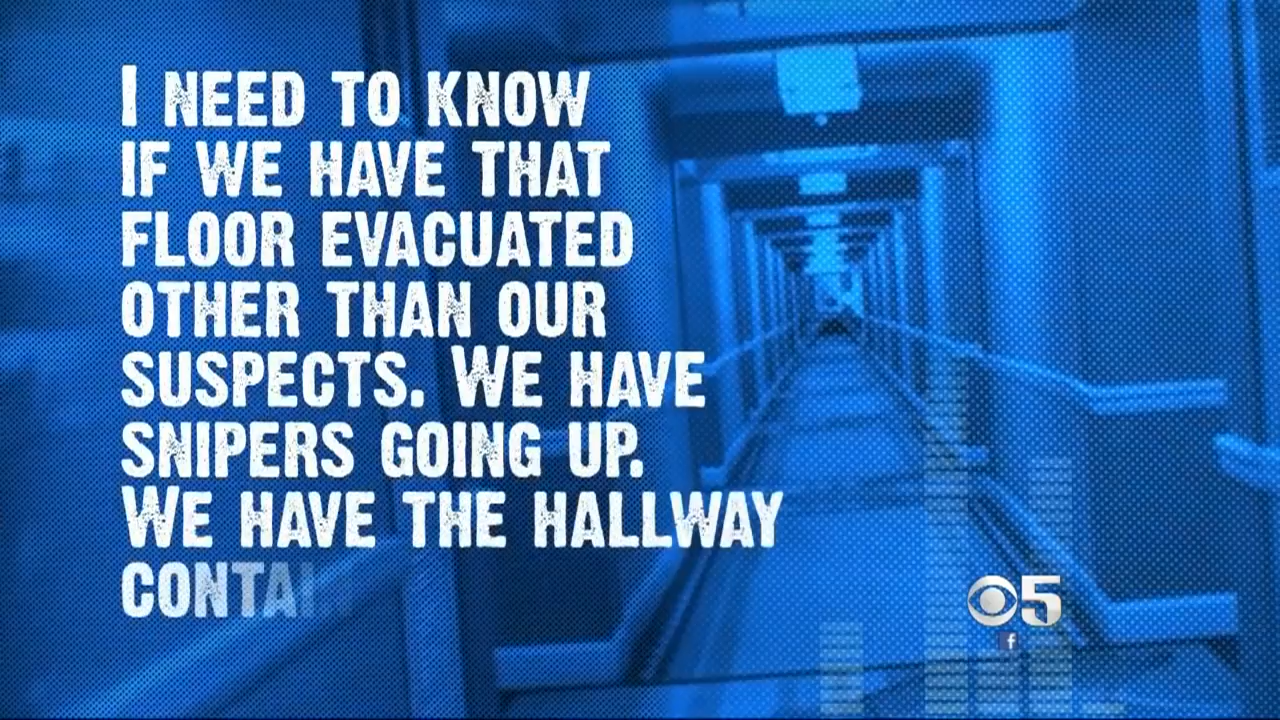 I NEED TO KNOW
IF WE HAVE THAT
FLOOR EVACUATED
OTHER THAN OUR
SUSPECTS. WE HAVE
SNIPERS GOING UP.
WE HAVE THE HALLWAY
CONTAI
5
f